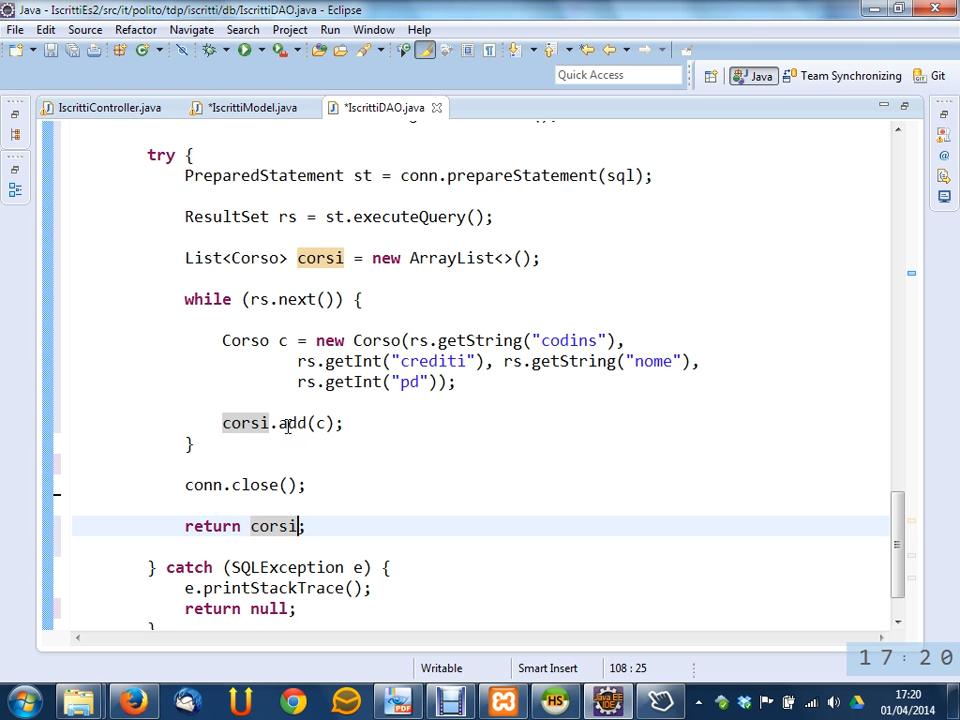 Java - IscrittiEs2/src/it/polito/tdp/iscritti/db/IscrittiDAO.java - Eclipse
File Edit Source Refactor Navigate Search Project Run Window Help
Quick Access Java Team Synchronizing Git
IscrittiController.java *IscrittiModel.java *IscrittiDAO.java
try {
PreparedStatement st = conn.prepareStatement(sql);
ResultSet rs = st.executeQuery();
List<Corso> corsi = new ArrayList<>();
while (rs.next()) {
Corso c = new Corso(rs.getString("codins"),
rs.getInt("crediti"), rs.getString("nome"),
rs.getInt("pd"));
corsi.add(c);
}
conn.close();
return corsi;
} catch (SQLException e) {
e.printStackTrace();
return null;
}
17:20
Writable Smart Insert 108 : 25
17:20
01/04/2014